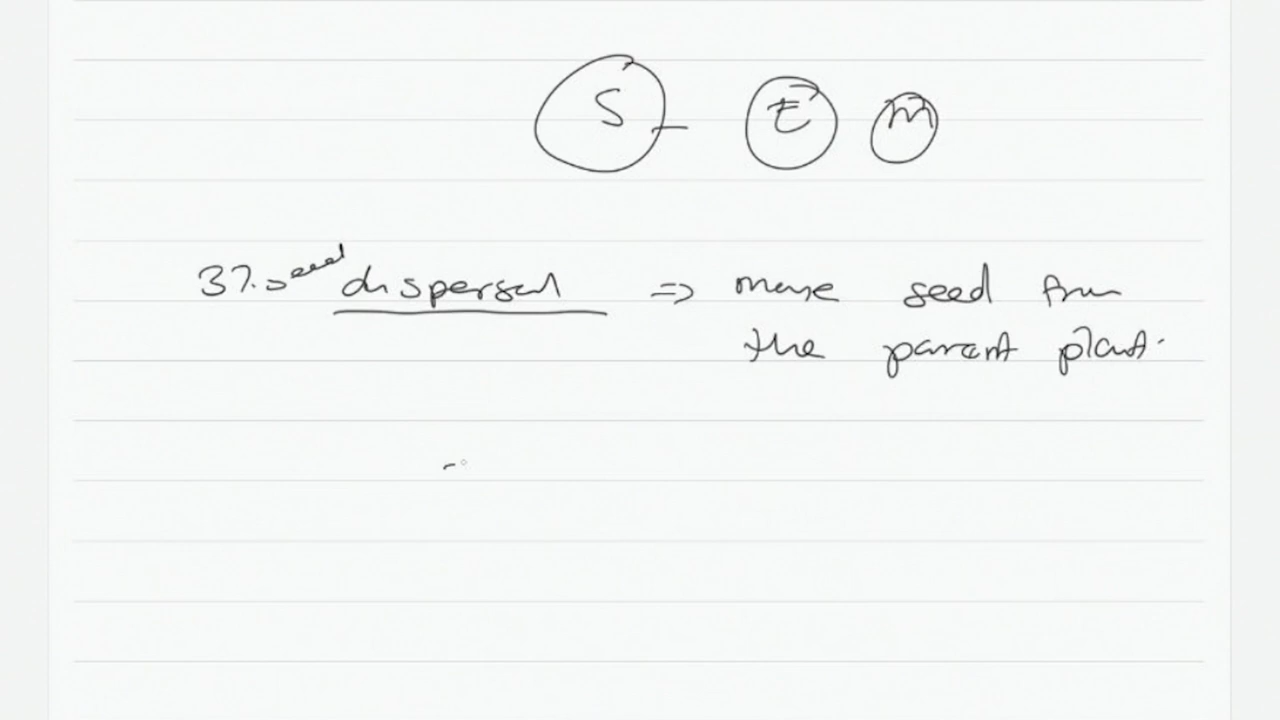 S E M
37. seed dispersal => move seed from
the parent plant.